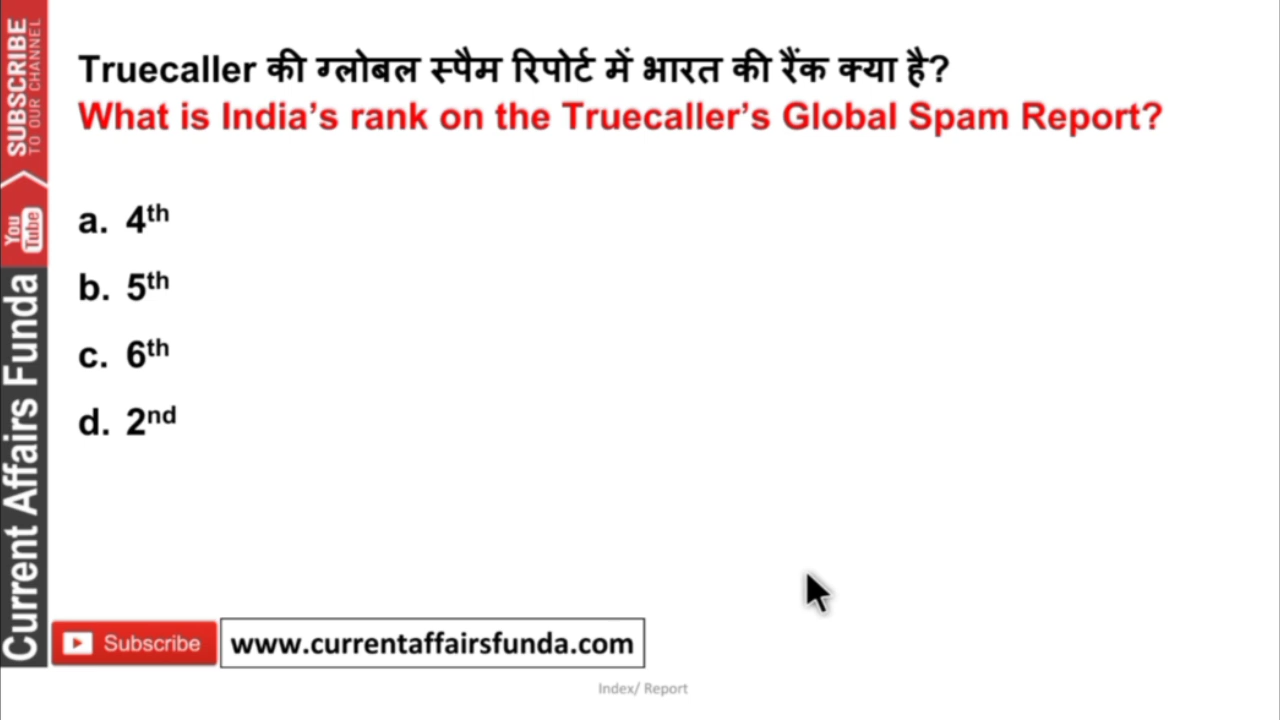 Truecaller की ग्लोबल स्पैम रिपोर्ट में भारत की रैंक क्या है?
What is India’s rank on the Truecaller’s Global Spam Report?
a. 4th
b. 5th
c. 6th
d. 2nd
SUBSCRIBE
TO OUR CHANNEL
You Tube
Current Affairs Funda
Subscribe
www.currentaffairsfunda.com
Index/ Report